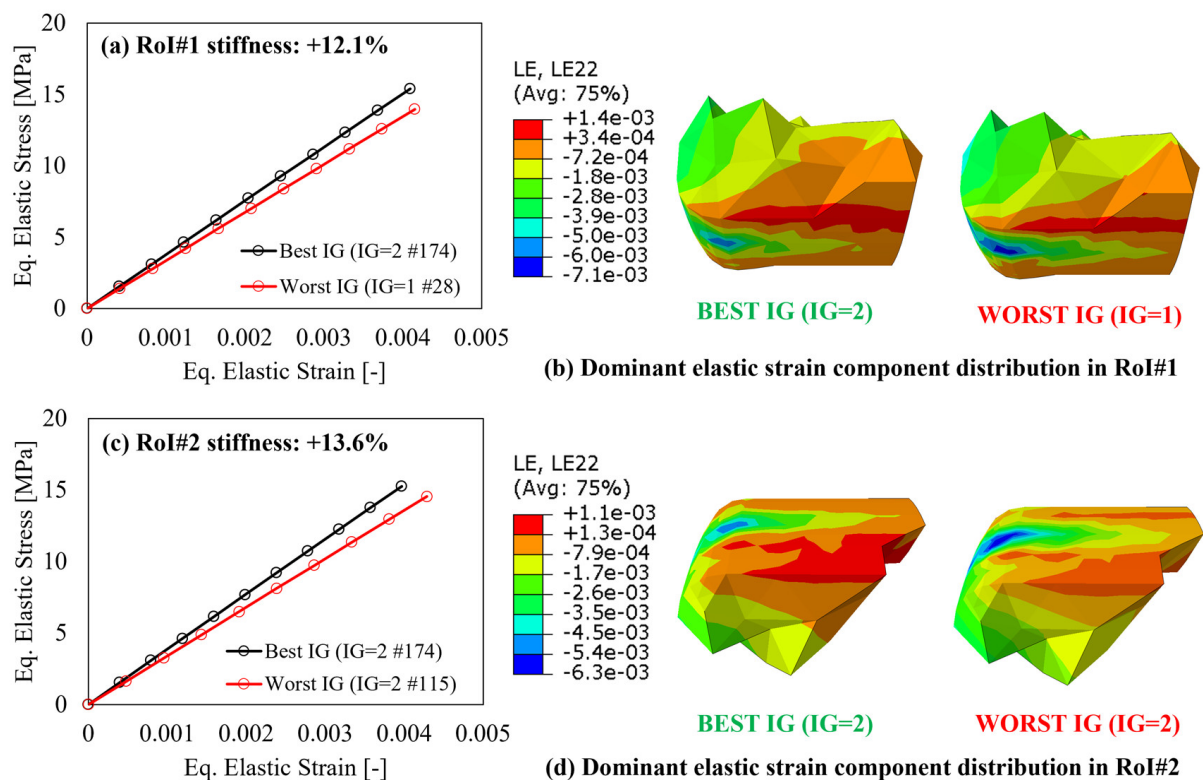 (a) RoI#1 stiffness: +12.1%
Eq. Elastic Stress [MPa]
20
15
10
5
0
Best IG (IG=2 #174)
Worst IG (IG=1 #28)
0 0.001 0.002 0.003 0.004 0.005
Eq. Elastic Strain [-]
LE, LE22
(Avg: 75%)
+1.4e-03
+3.4e-04
-7.2e-04
-1.8e-03
-2.8e-03
-3.9e-03
-5.0e-03
-6.0e-03
-7.1e-03
BEST IG (IG=2)
WORST IG (IG=1)
(b) Dominant elastic strain component distribution in RoI#1
(c) RoI#2 stiffness: +13.6%
Eq. Elastic Stress [MPa]
20
15
10
5
0
Best IG (IG=2 #174)
Worst IG (IG=2 #115)
0 0.001 0.002 0.003 0.004 0.005
Eq. Elastic Strain [-]
LE, LE22
(Avg: 75%)
+1.1e-03
+1.3e-04
-7.9e-04
-1.7e-03
-2.6e-03
-3.5e-03
-4.5e-03
-5.4e-03
-6.3e-03
BEST IG (IG=2)
WORST IG (IG=2)
(d) Dominant elastic strain component distribution in RoI#2